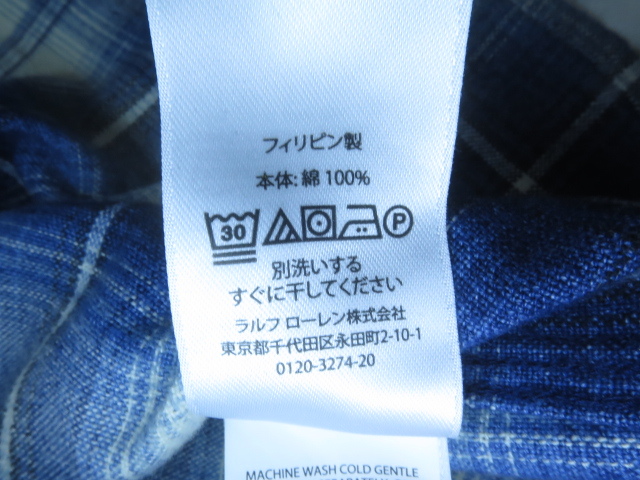 フィリピン製
本体: 綿 100%
30 P
別洗いする
すぐに干してください
ラルフ ローレン株式会社
東京都千代田区永田町2-10-1
0120-3274-20
MACHINE WASH COLD GENTLE